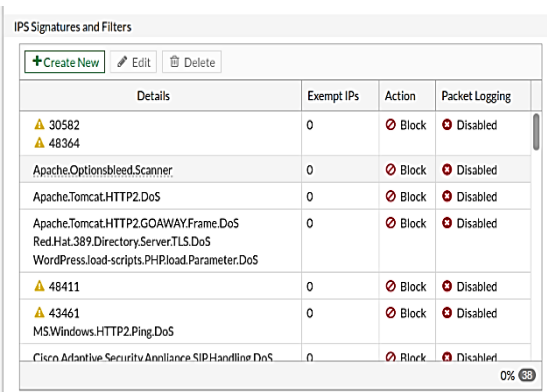 IPS Signatures and Filters
Create New Edit Delete
Details Exempt IPs Action Packet Logging
30582 0 Block Disabled
48364
Apache.Optionsbleed.Scanner 0 Block Disabled
Apache.Tomcat.HTTP2.DoS 0 Block Disabled
Apache.Tomcat.HTTP2.GOAWAY.Frame.DoS 0 Block Disabled
Red.Hat.389.Directory.Server.TLS.DoS
WordPress.load-scripts.PHP.load.Parameter.DoS
48411 0 Block Disabled
43461 0 Block Disabled
MS.Windows.HTTP2.Ping.DoS
Cisco Adaptive Security Appliance SIP Handling DoS 0 Block Disabled
0% 38